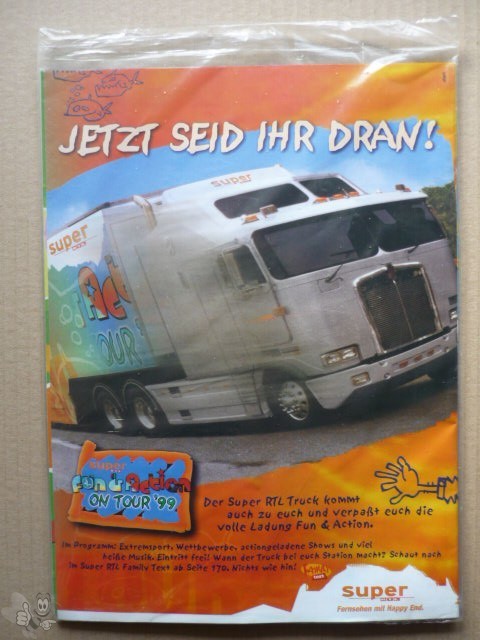 JETZT SEID IHR DRAN!
super
super
Acti
OUR
super
Fun & Action
ON TOUR '99
Der Super RTL Truck kommt
auch zu euch und verpaßt euch die
volle Ladung Fun & Action.
Im Programm: Extremsport, Wettbewerbe, actiongeladene Shows und viel
heiße Musik. Eintritt frei! Wann der Truck bei euch Station macht? Schaut nach
im Super RTL Family Text ab Seite 170. Nichts wie hin!
super
Fernsehen mit Happy End.